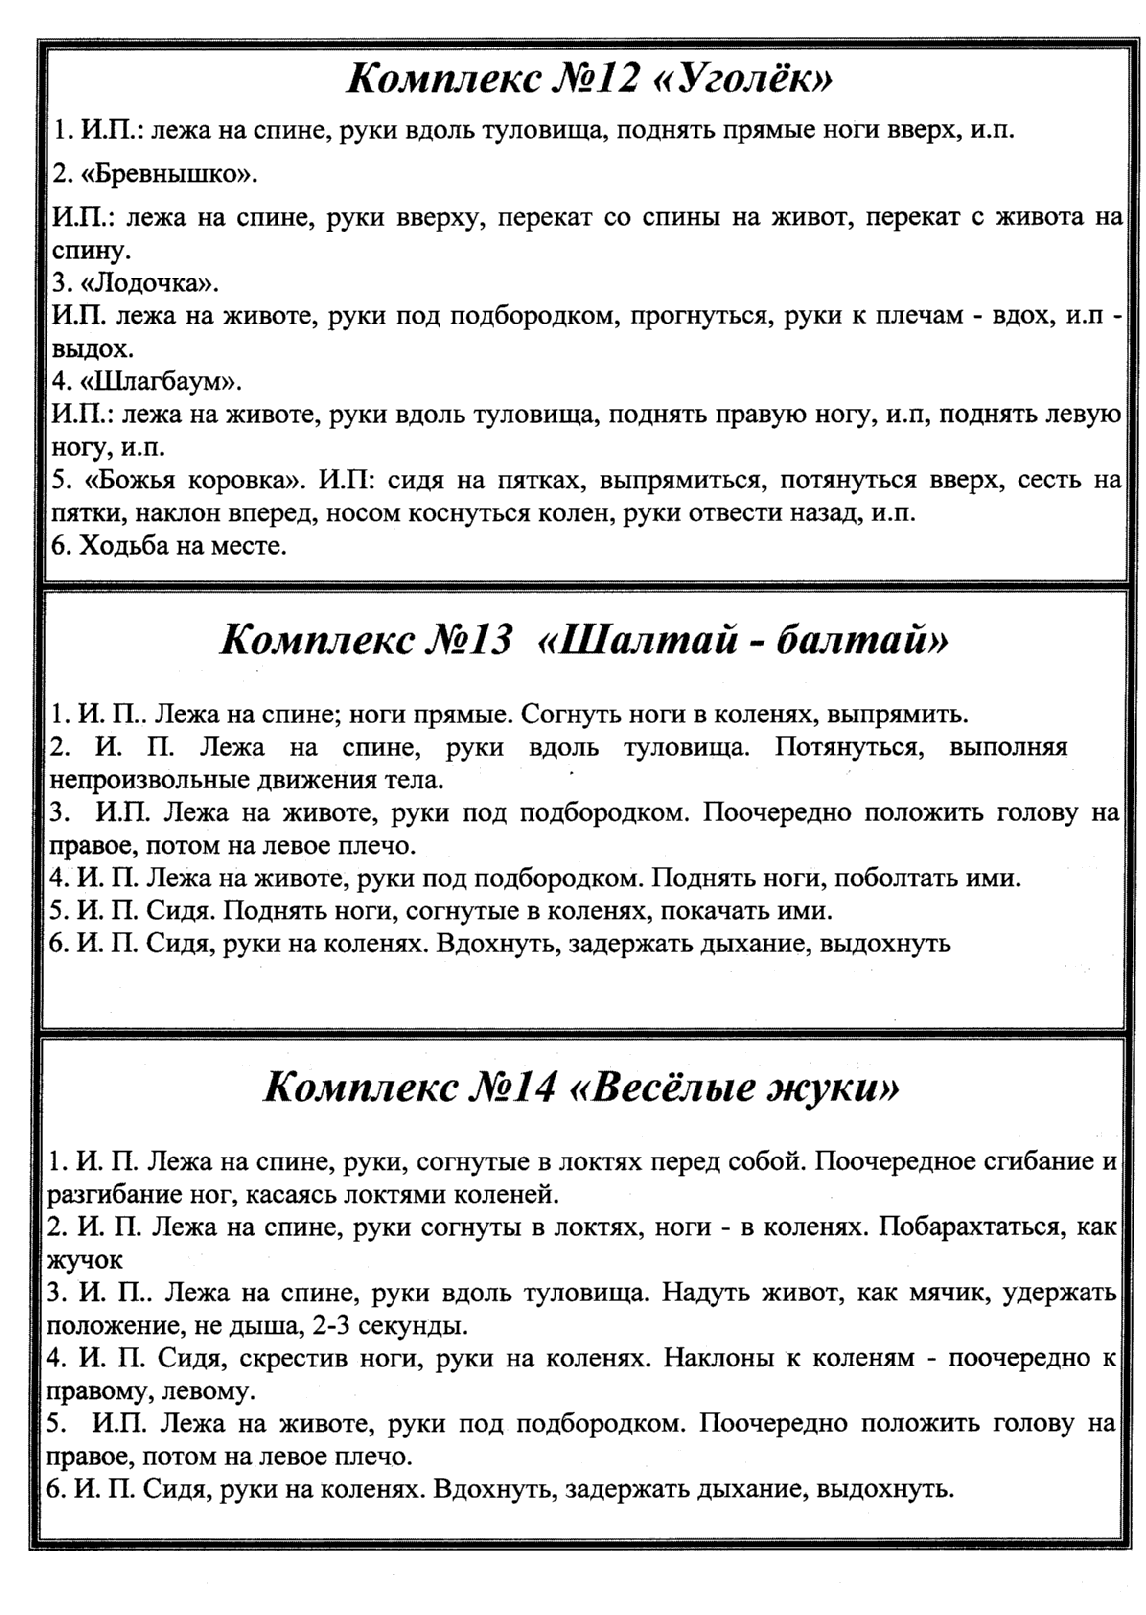 Комплекс №12 «Уголёк»
1. И.П.: лежа на спине, руки вдоль туловища, поднять прямые ноги вверх, и.п.
2. «Бревнышко».
И.П.: лежа на спине, руки вверху, перекат со спины на живот, перекат с живота на
спину.
3. «Лодочка».
И.П. лежа на животе, руки под подбородком, прогнуться, руки к плечам - вдох, и.п -
выдох.
4. «Шлагбаум».
И.П.: лежа на животе, руки вдоль туловища, поднять правую ногу, и.п, поднять левую
ногу, и.п.
5. «Божья коровка». И.П: сидя на пятках, выпрямиться, потянуться вверх, сесть на
пятки, наклон вперед, носом коснуться колен, руки отвести назад, и.п.
6. Ходьба на месте.
Комплекс №13 «Шалтай - балтай»
1. И. П.. Лежа на спине; ноги прямые. Согнуть ноги в коленях, выпрямить.
2. И. П. Лежа на спине, руки вдоль туловища. Потянуться, выполняя
непроизвольные движения тела.
3. И.П. Лежа на животе, руки под подбородком. Поочередно положить голову на
правое, потом на левое плечо.
4. И. П. Лежа на животе, руки под подбородком. Поднять ноги, поболтать ими.
5. И. П. Сидя. Поднять ноги, согнутые в коленях, покачать ими.
6. И. П. Сидя, руки на коленях. Вдохнуть, задержать дыхание, выдохнуть
Комплекс №14 «Весёлые жуки»
1. И. П. Лежа на спине, руки, согнутые в локтях перед собой. Поочередное сгибание и
разгибание ног, касаясь локтями коленей.
2. И. П. Лежа на спине, руки согнуты в локтях, ноги - в коленях. Побарахтаться, как
жучок
3. И. П.. Лежа на спине, руки вдоль туловища. Надуть живот, как мячик, удержать
положение, не дыша, 2-3 секунды.
4. И. П. Сидя, скрестив ноги, руки на коленях. Наклоны к коленям - поочередно к
правому, левому.
5. И.П. Лежа на животе, руки под подбородком. Поочередно положить голову на
правое, потом на левое плечо.
6. И. П. Сидя, руки на коленях. Вдохнуть, задержать дыхание, выдохнуть.